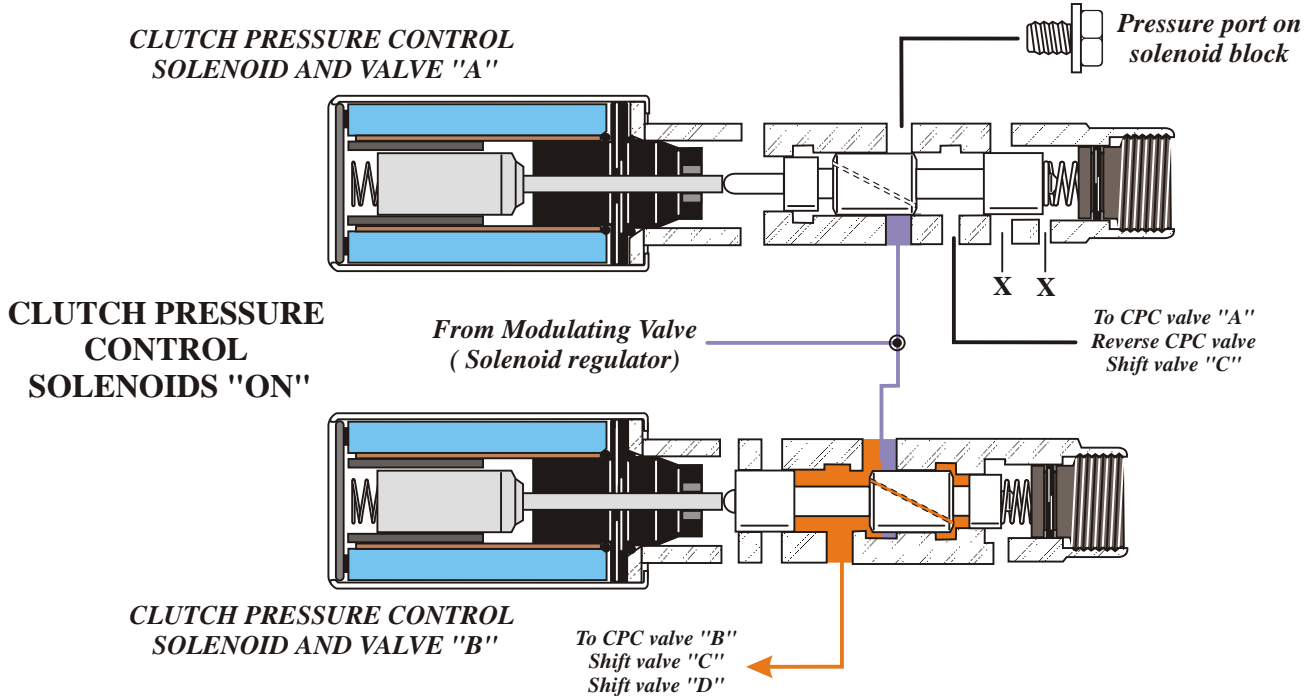 CLUTCH PRESSURE CONTROL
SOLENOID AND VALVE "A"
Pressure port on
solenoid block
X X
CLUTCH PRESSURE
CONTROL
SOLENOIDS "ON"
From Modulating Valve
( Solenoid regulator)
To CPC valve "A"
Reverse CPC valve
Shift valve "C"
CLUTCH PRESSURE CONTROL
SOLENOID AND VALVE "B"
To CPC valve "B"
Shift valve "C"
Shift valve "D"